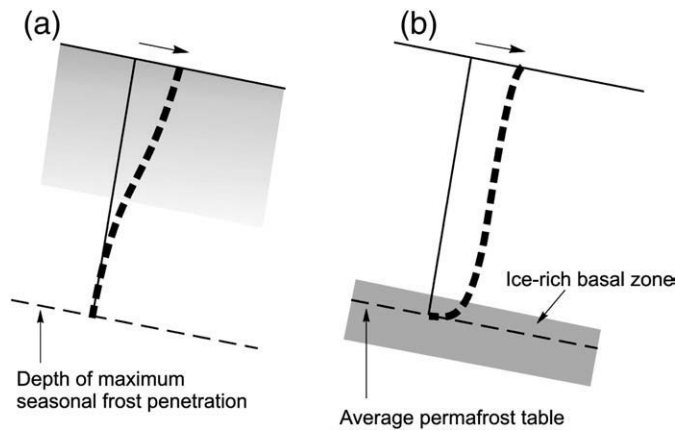 (a)
(b)
Ice-rich basal zone
Depth of maximum
seasonal frost penetration
Average permafrost table